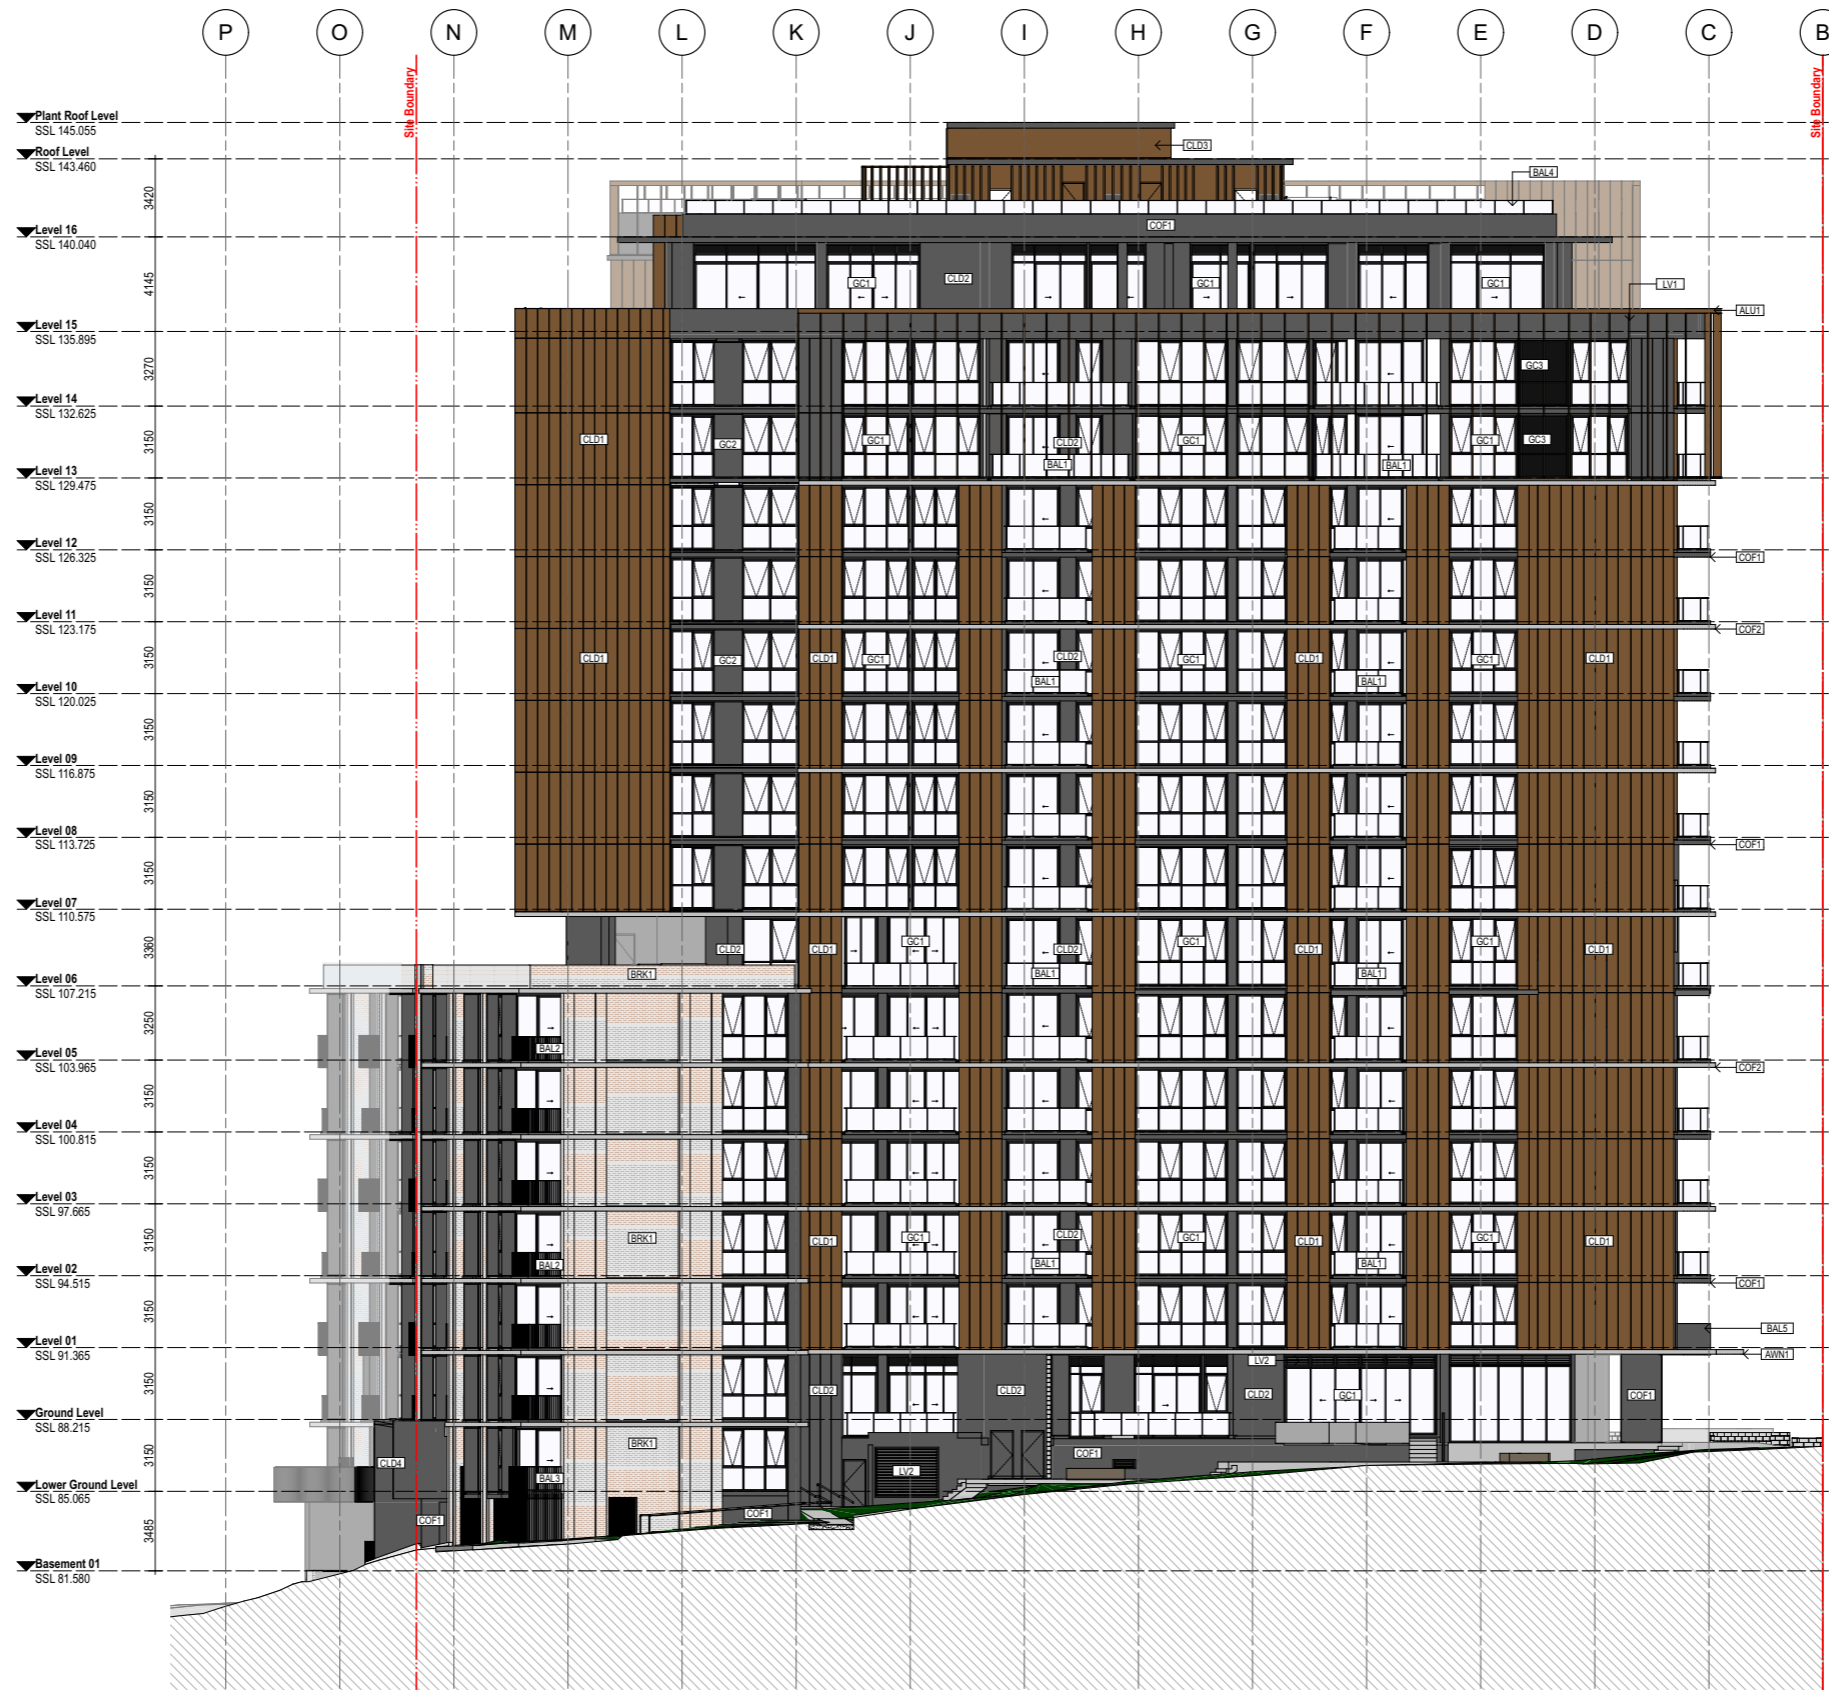 P O N M L K J I H G F E D C B
Site Boundary
Site Boundary
Plant Roof Level
SSL 145.055
Roof Level
SSL 143.460
CLD3
3420
BAL4
Level 16
SSL 140.040
COF1
4145
GC1 CLD2 GC1 GC1
LV1
ALU1
Level 15
SSL 135.895
3270
GC3
Level 14
SSL 132.625
3150
CLD1 GC2 GC1 CLD2 GC1 GC1 GC3
BAL1 BAL1
Level 13
SSL 129.475
3150
Level 12
SSL 126.325
COF1
3150
Level 11
SSL 123.175
COF2
3150
CLD1 GC2 CLD1 GC1 CLD2 GC1 CLD1 GC1 CLD1
BAL1 BAL1
Level 10
SSL 120.025
3150
Level 09
SSL 116.875
3150
Level 08
SSL 113.725
COF1
3150
Level 07
SSL 110.575
3360
CLD2 CLD1 GC1 CLD2 GC1 CLD1 GC1 CLD1
BRK1 BAL1 BAL1
Level 06
SSL 107.215
3250
BAL2
Level 05
SSL 103.965
COF2
3150
Level 04
SSL 100.815
3150
Level 03
SSL 97.665
3150
BRK1 CLD1 GC1 CLD2 GC1 CLD1 GC1 CLD1
BAL2 BAL1 BAL1
Level 02
SSL 94.515
COF1
3150
BAL5
Level 01
SSL 91.365
AWN1
LV2
3150
CLD2 CLD2 CLD2 GC1 COF1
Ground Level
SSL 88.215
3150
BRK1
COF1
CLD4
LV2
BAL3
Lower Ground Level
SSL 85.065
COF1 COF1
3485
Basement 01
SSL 81.580